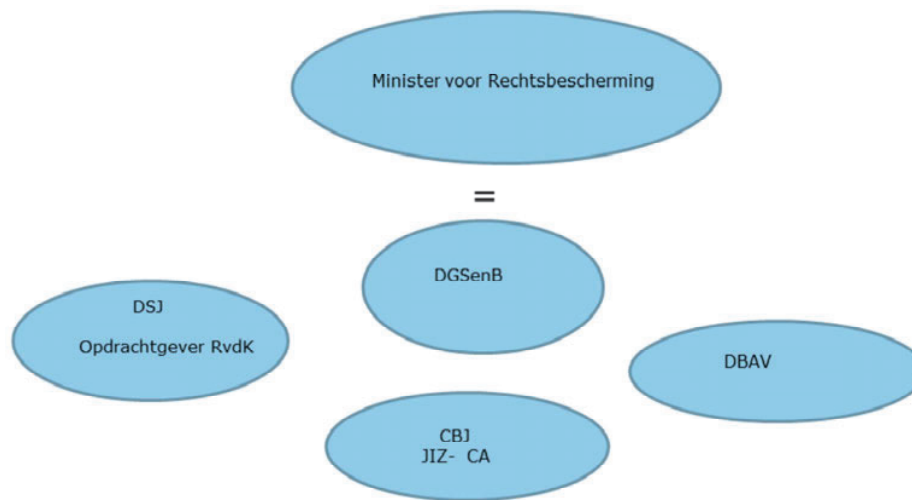 Minister voor Rechtsbescherming
=
DGSenB
DSJ
Opdrachtgever RvdK
DBAV
CBJ
JIZ- CA